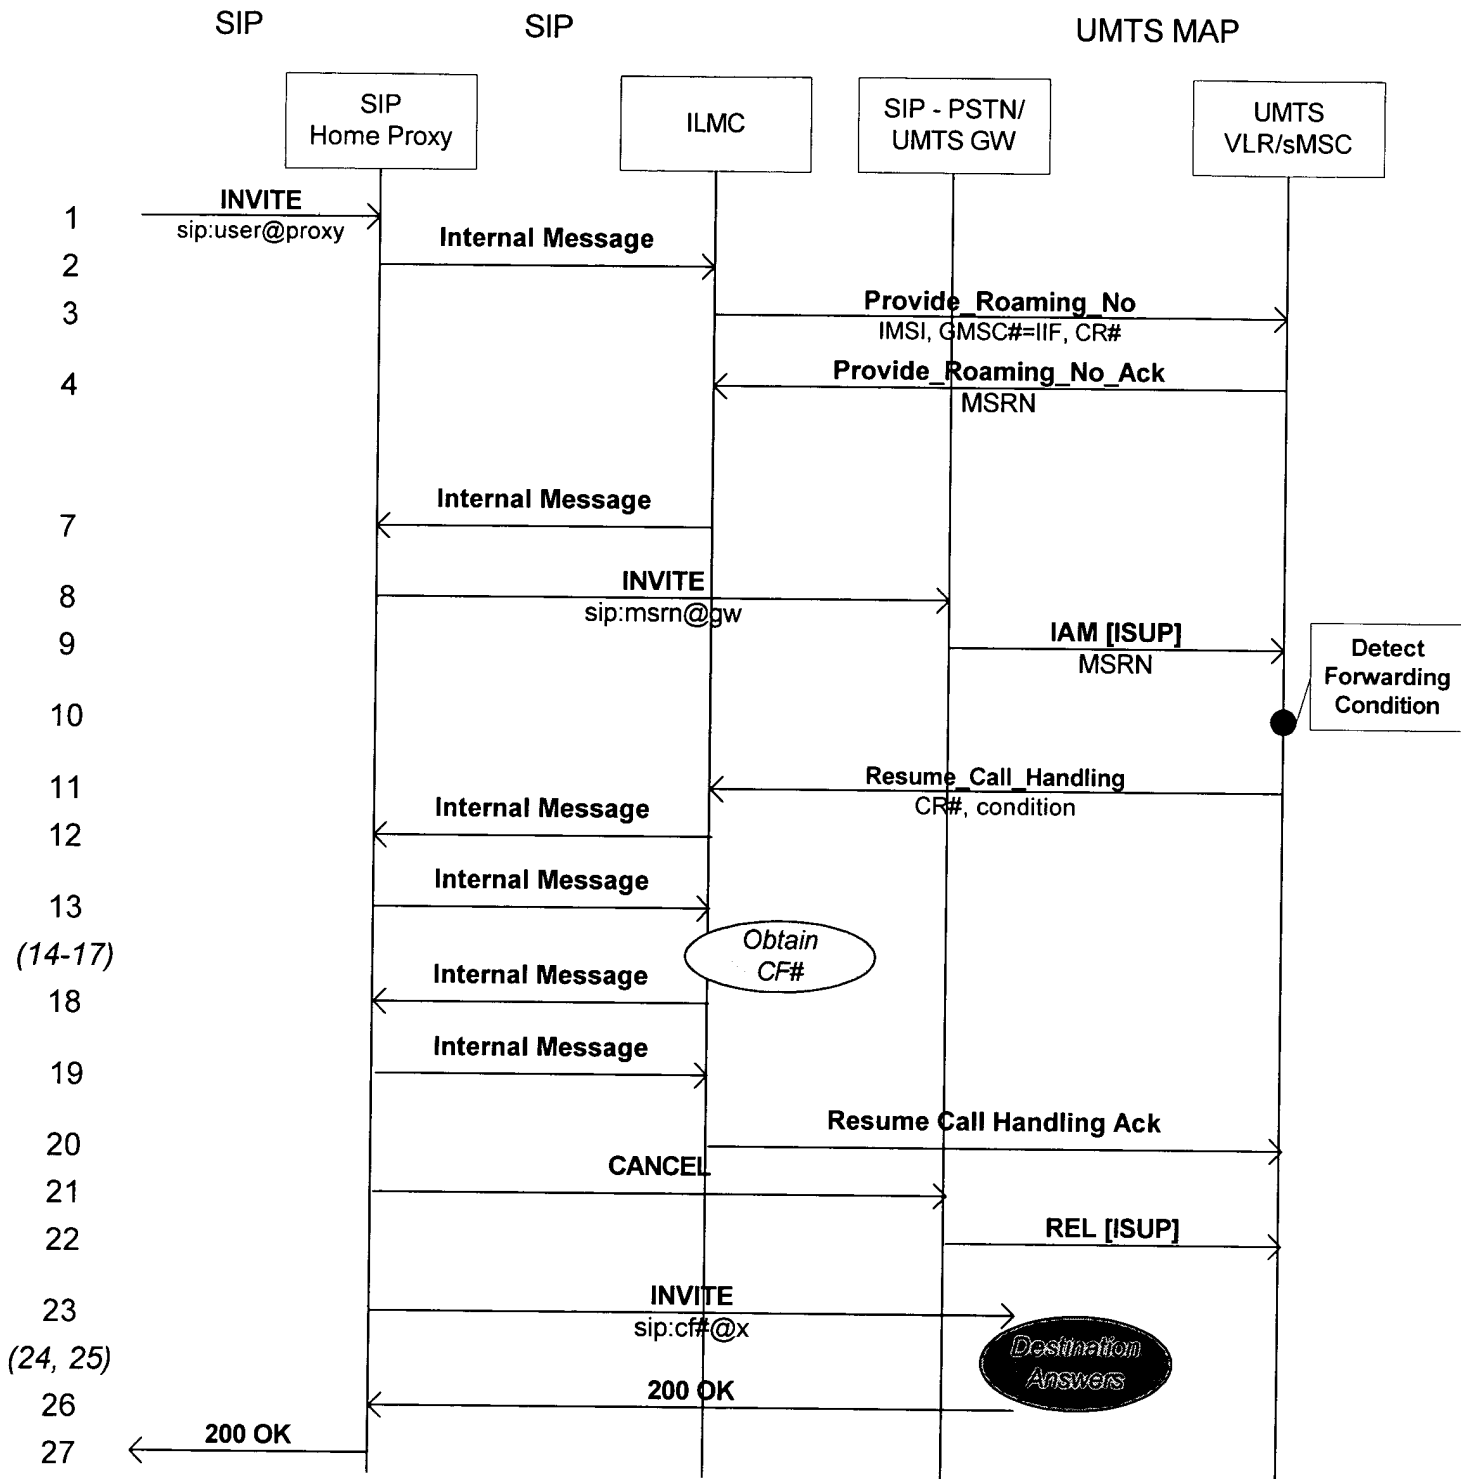 SIP
SIP
UMTS MAP
SIP
Home Proxy
ILMC
SIP - PSTN/
UMTS GW
UMTS
VLR/sMSC
1
INVITE
sip:user@proxy
2
Internal Message
3
Provide_Roaming_No
IMSI, GMSC#=IIF, CR#
4
Provide_Roaming_No_Ack
MSRN
7
Internal Message
8
INVITE
sip:msrn@gw
9
IAM [ISUP]
MSRN
Detect
Forwarding
Condition
10
11
Resume_Call_Handling
CR#, condition
12
Internal Message
13
Internal Message
(14-17)
Obtain
CF#
18
Internal Message
19
Internal Message
20
Resume Call Handling Ack
21
CANCEL
22
REL [ISUP]
23
INVITE
sip:cf#@x
(24, 25)
Destination
Answers
26
200 OK
27
200 OK